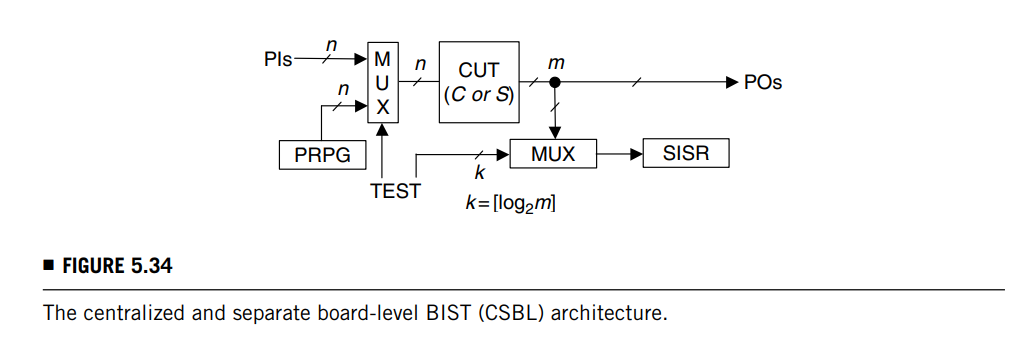 PIs
n
M
U
X
n
CUT
(C or S)
m
POs
n
PRPG
TEST
k
MUX
SISR
k=[log2m]
■ FIGURE 5.34
The centralized and separate board-level BIST (CSBL) architecture.